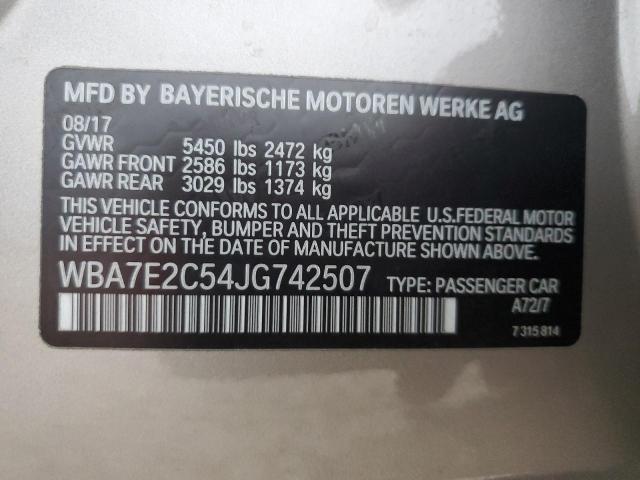 MFD BY BAYERISCHE MOTOREN WERKE AG
08/17
GVWR 5450 lbs 2472 kg
GAWR FRONT 2586 lbs 1173 kg
GAWR REAR 3029 lbs 1374 kg
THIS VEHICLE CONFORMS TO ALL APPLICABLE U.S.FEDERAL MOTOR
VEHICLE SAFETY, BUMPER AND THEFT PREVENTION STANDARDS
IN EFFECT ON THE DATE OF MANUFACTURE SHOWN ABOVE.
WBA7E2C54JG742507 TYPE: PASSENGER CAR
A72/7
7 315 814